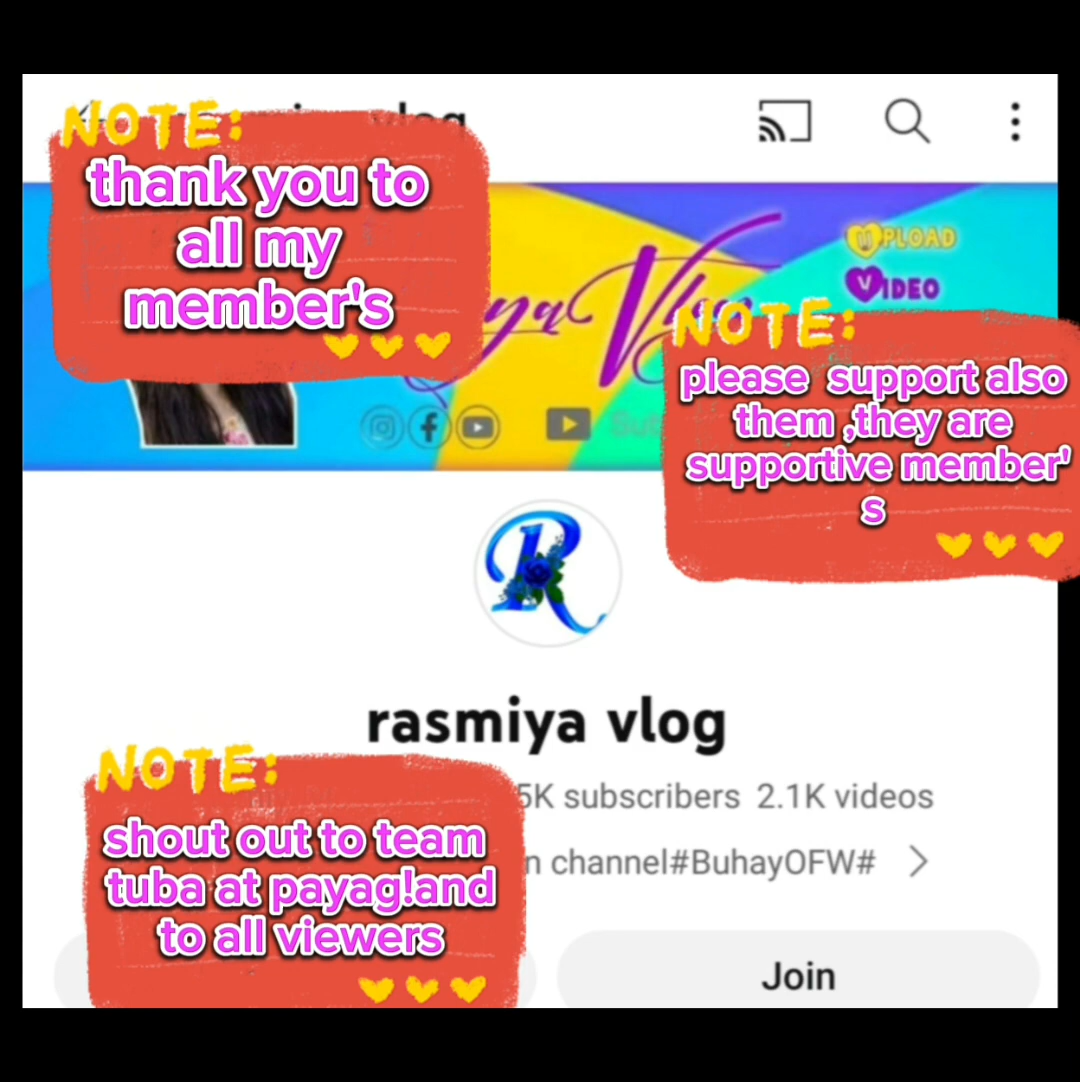 NOTE:
thank you to
all my
member's
UPLOAD
VIDEO
NOTE:
please support also
them ,they are
supportive member'
s
rasmiya vlog
5K subscribers 2.1K videos
channel#BuhayOFW#
NOTE:
shout out to team
tuba at payag!and
to all viewers
Join